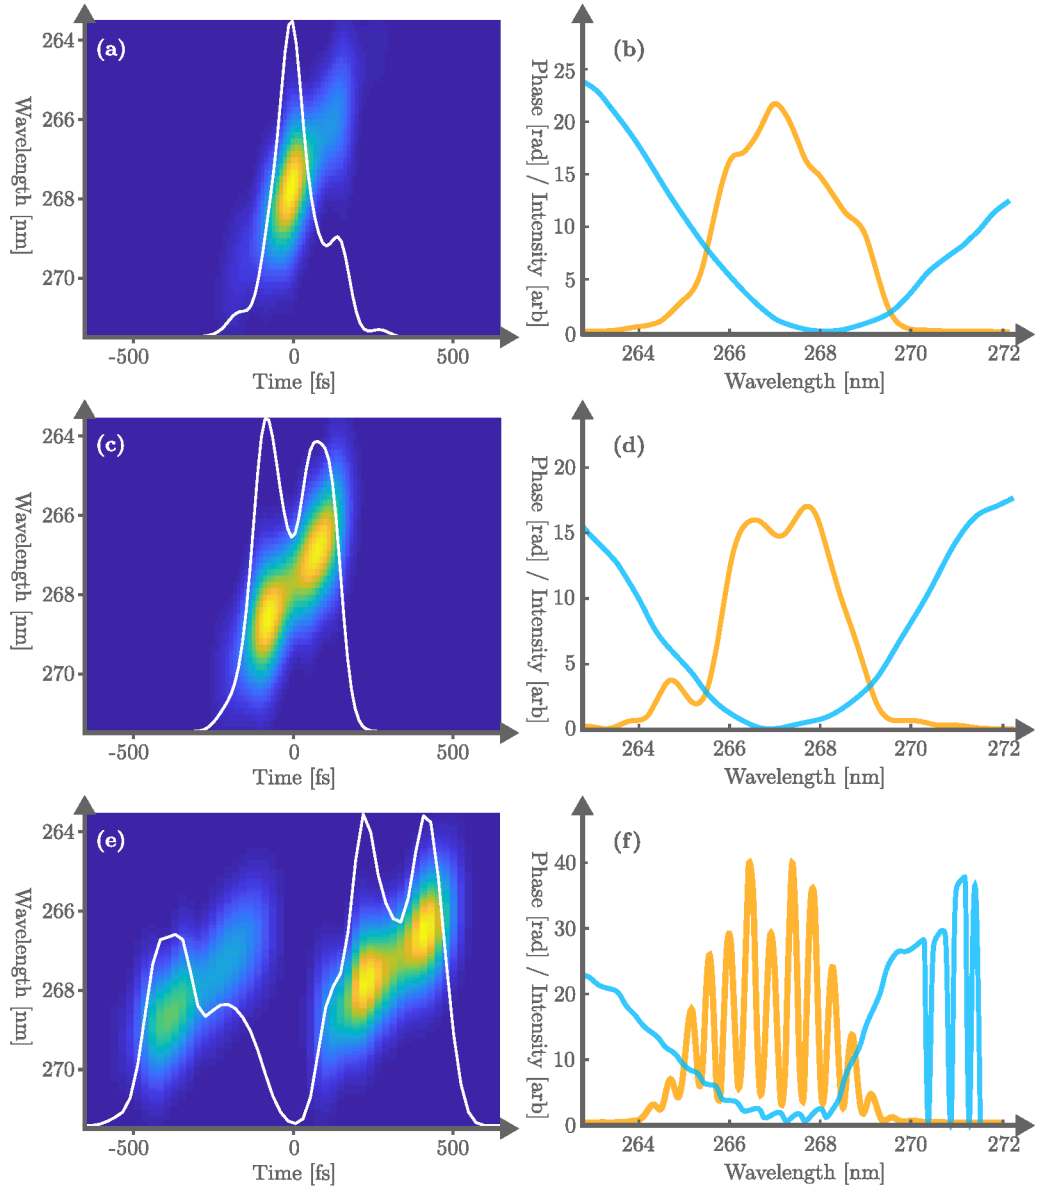 (a)
264
266
268
270
Wavelength [nm]
-500
0
500
Time [fs]
(b)
25
20
15
10
5
0
Phase [rad] / Intensity [arb]
264
266
268
270
272
Wavelength [nm]
(c)
264
266
268
270
Wavelength [nm]
-500
0
500
Time [fs]
(d)
20
15
10
5
0
Phase [rad] / Intensity [arb]
264
266
268
270
272
Wavelength [nm]
(e)
264
266
268
270
Wavelength [nm]
-500
0
500
Time [fs]
(f)
40
30
20
10
0
Phase [rad] / Intensity [arb]
264
266
268
270
272
Wavelength [nm]